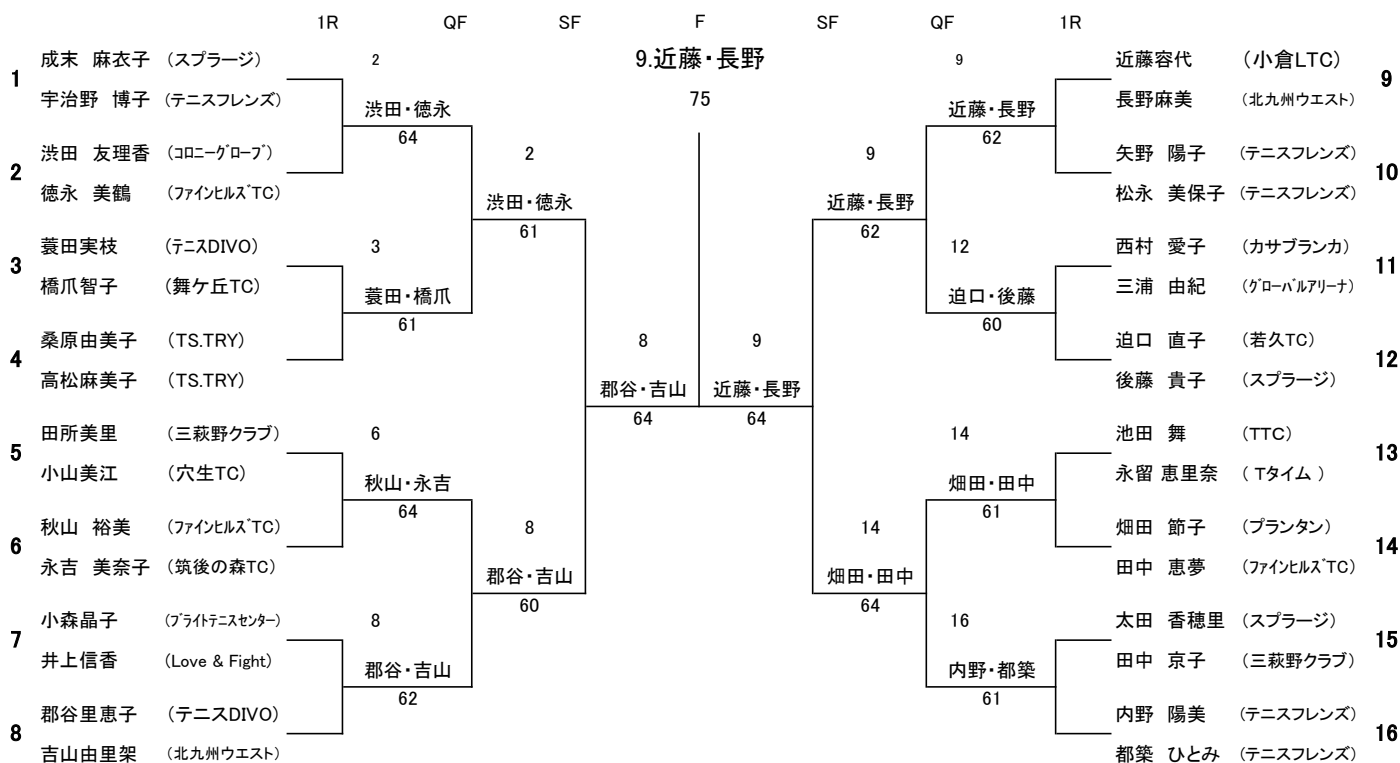 1R QF SF F SF QF 1R
9.近藤・長野
75
1
成末 麻衣子 (スプラージ)
宇治野 博子 (テニスフレンズ)
2
渋田・徳永
64
2
渋田 友理香 (コロニーグローブ)
徳永 美鶴 (ファインヒルズTC)
2
渋田・徳永
61
3
蓑田実枝 (テニスDIVO)
橋爪智子 (舞ケ丘TC)
3
蓑田・橋爪
61
4
桑原由美子 (TS.TRY)
高松麻美子 (TS.TRY)
8
郡谷・吉山
64
5
田所美里 (三萩野クラブ)
小山美江 (穴生TC)
6
秋山・永吉
64
6
秋山 裕美 (ファインヒルズTC)
永吉 美奈子 (筑後の森TC)
8
郡谷・吉山
60
7
小森晶子 (ブライトテニスセンター)
井上信香 (Love & Fight)
8
郡谷・吉山
62
8
郡谷里恵子 (テニスDIVO)
吉山由里架 (北九州ウエスト)
9
近藤容代 (小倉LTC)
長野麻美 (北九州ウエスト)
9
近藤・長野
62
10
矢野 陽子 (テニスフレンズ)
松永 美保子 (テニスフレンズ)
9
近藤・長野
62
11
西村 愛子 (カサブランカ)
三浦 由紀 (グローバルアリーナ)
12
迫口・後藤
60
12
迫口 直子 (若久TC)
後藤 貴子 (スプラージ)
9
近藤・長野
64
13
池田 舞 (TTC)
永留 恵里奈 (Tタイム)
14
畑田・田中
61
14
畑田 節子 (プランタン)
田中 恵夢 (ファインヒルズTC)
14
畑田・田中
64
15
太田 香穂里 (スプラージ)
田中 京子 (三萩野クラブ)
16
内野・都築
61
16
内野 陽美 (テニスフレンズ)
都築 ひとみ (テニスフレンズ)